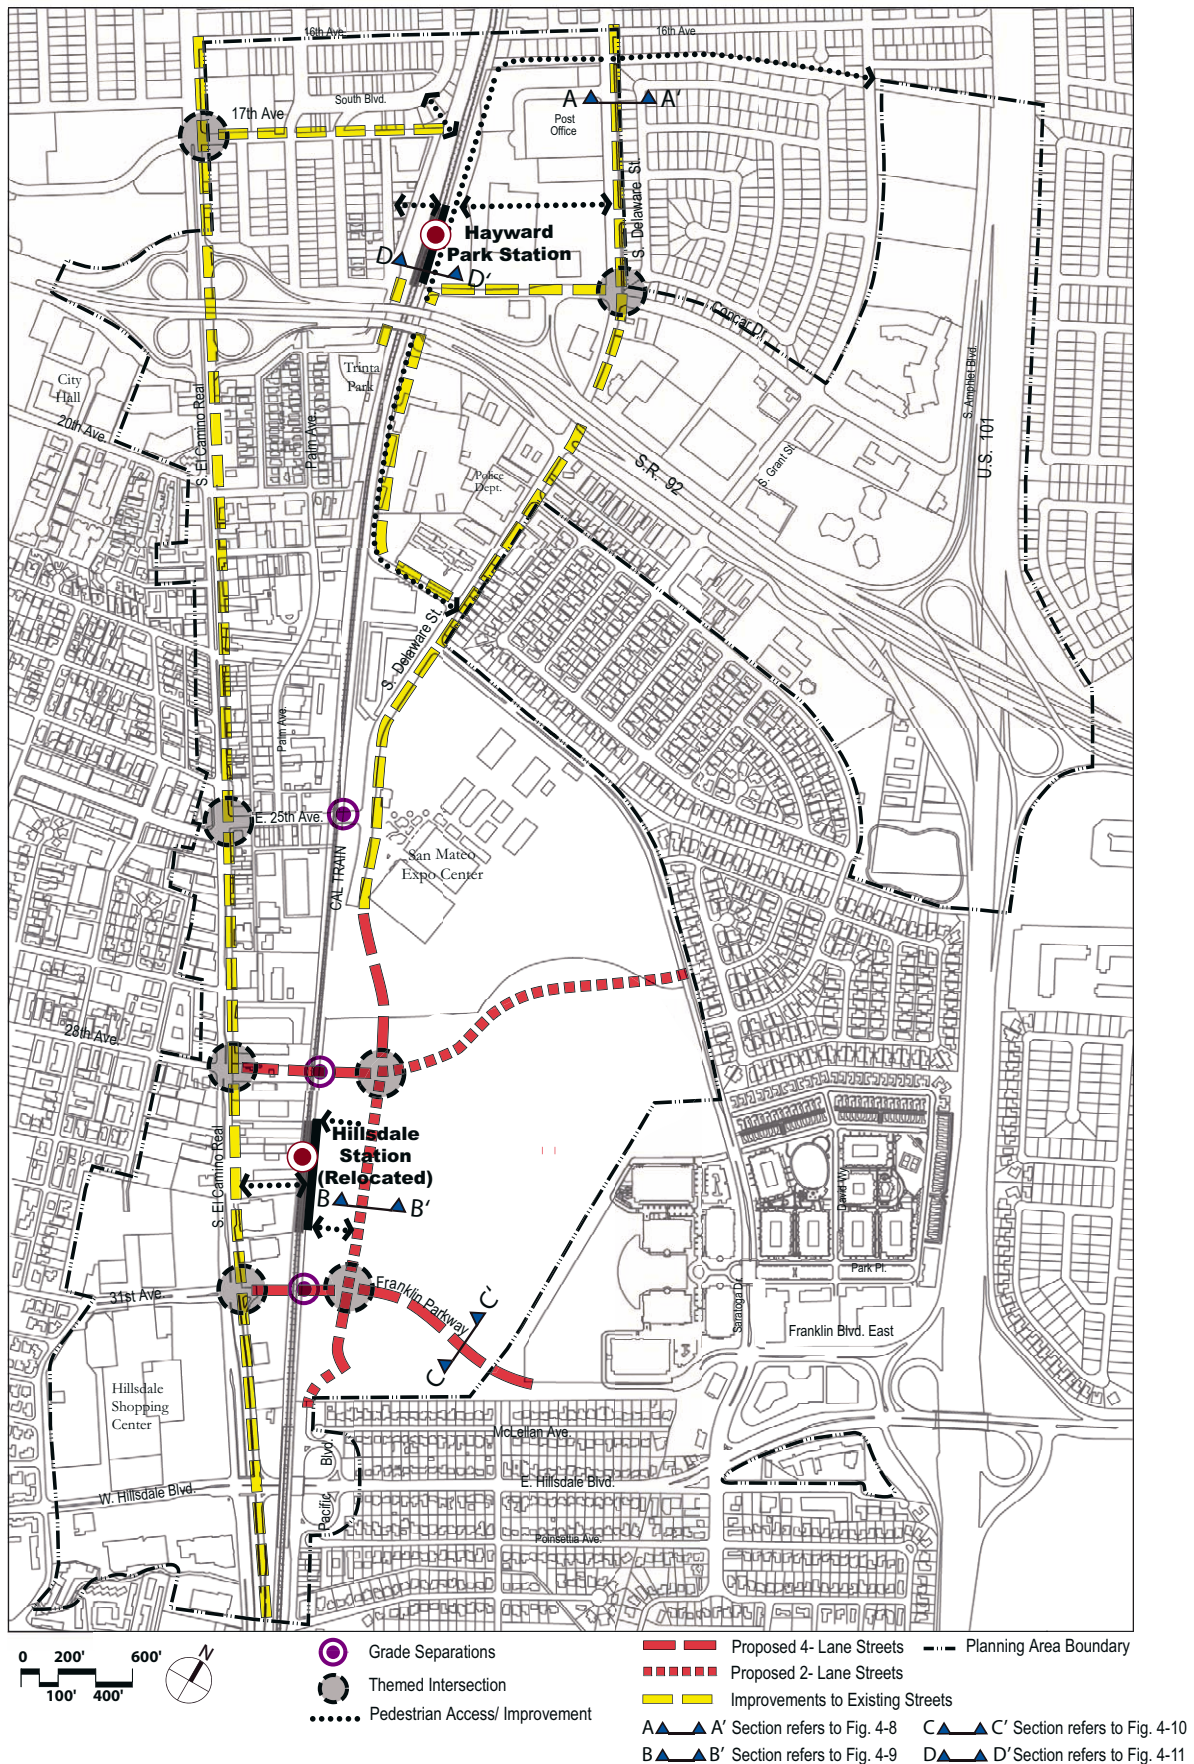 16th Ave.
16th Ave
South Blvd.
17th Ave
A
A'
Post
Office
S. Delaware St.
Hayward
Park Station
D
D'
Concar Dr.
Trinta
Park
City
Hall
S. El Camino Real
20th Ave.
Palm Ave.
S. Amphlet Blvd.
U.S. 101
Police
Dept.
S.R. 92
S. Grant St.
S. Delaware St.
Palm Ave.
E. 25th Ave.
CAL TRAIN
San Mateo
Expo Center
28th Ave.
Hillsdale
Station
(Relocated)
S. El Camino Real
B
B'
David Wy.
Park Pl.
31st Ave.
Franklin Parkway
C'
C
Saratoga Dr.
Franklin Blvd. East
Hillsdale
Shopping
Center
McLellan Ave.
Pacific Blvd.
E. Hillsdale Blvd.
W. Hillsdale Blvd.
Poinsettia Ave.
0 200' 600'
100' 400'
N
Grade Separations
Themed Intersection
Pedestrian Access/ Improvement
Proposed 4- Lane Streets
Proposed 2- Lane Streets
Improvements to Existing Streets
Planning Area Boundary
A A' Section refers to Fig. 4-8
B B' Section refers to Fig. 4-9
C C' Section refers to Fig. 4-10
D D' Section refers to Fig. 4-11